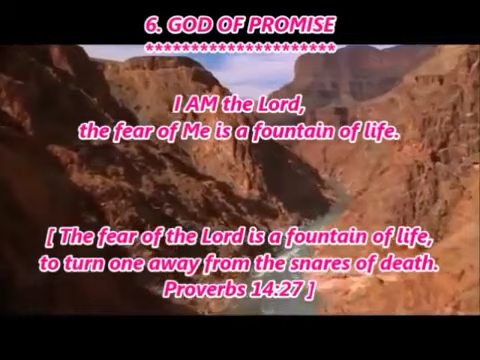 6. GOD OF PROMISE
*********************
I AM the Lord,
the fear of Me is a fountain of life.
[ The fear of the Lord is a fountain of life,
to turn one away from the snares of death.
Proverbs 14:27 ]